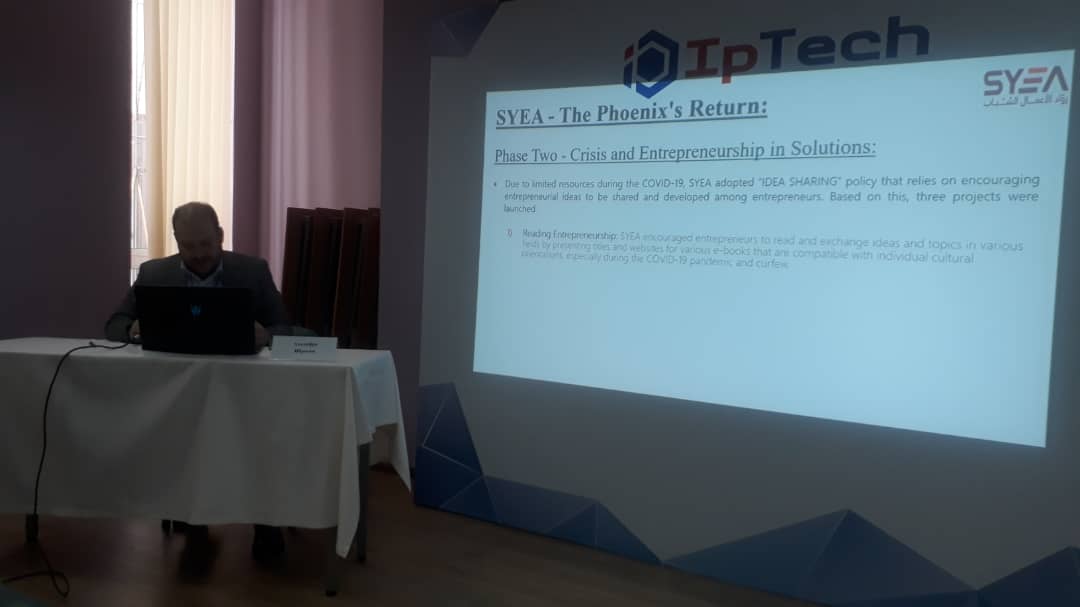 IpTech
SYEA
رواد الأعمال الشباب
SYEA - The Phoenix's Return:
Phase Two - Crisis and Entrepreneurship in Solutions:
• Due to limited resources during the COVID-19, SYEA adopted "IDEA SHARING" policy that relies on encouraging
entrepreneurial ideas to be shared and developed among entrepreneurs. Based on this, three projects were
launched
1) Reading Entrepreneurship: SYEA encouraged entrepreneurs to read and exchange ideas and topics in various
fields by presenting titles and websites for various e-books that are compatible with individual cultural
orientations, especially during the COVID-19 pandemic and curfew.